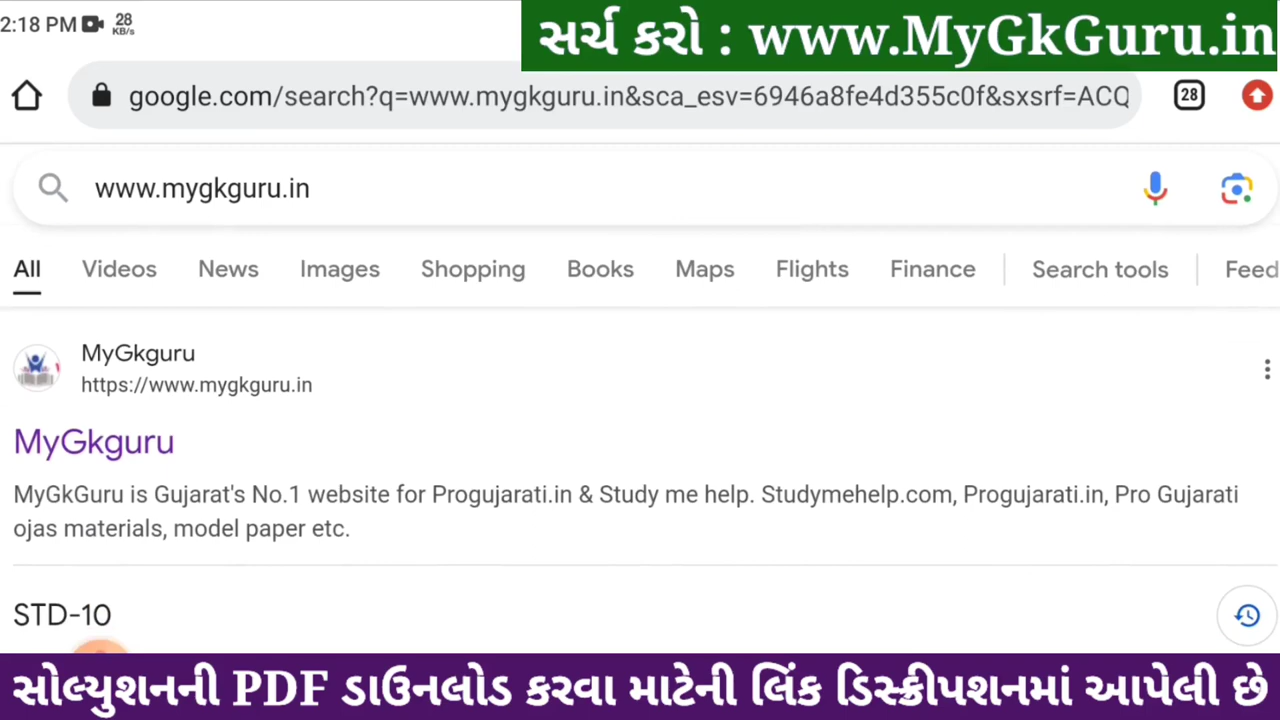 2:18 PM 28 KB/s
સર્ચ કરો : www.MyGkGuru.in
google.com/search?q=www.mygkguru.in&sca_esv=6946a8fe4d355c0f&sxsrf=ACQ
28
www.mygkguru.in
All Videos News Images Shopping Books Maps Flights Finance Search tools Feed
MyGkguru
https://www.mygkguru.in
MyGkguru
MyGkGuru is Gujarat's No.1 website for Progujarati.in & Study me help. Studymehelp.com, Progujarati.in, Pro Gujarati
ojas materials, model paper etc.
STD-10
સોલ્યુશનની PDF ડાઉનલોડ કરવા માટેની લિંક ડિસ્ક્રીપશનમાં આપેલી છે